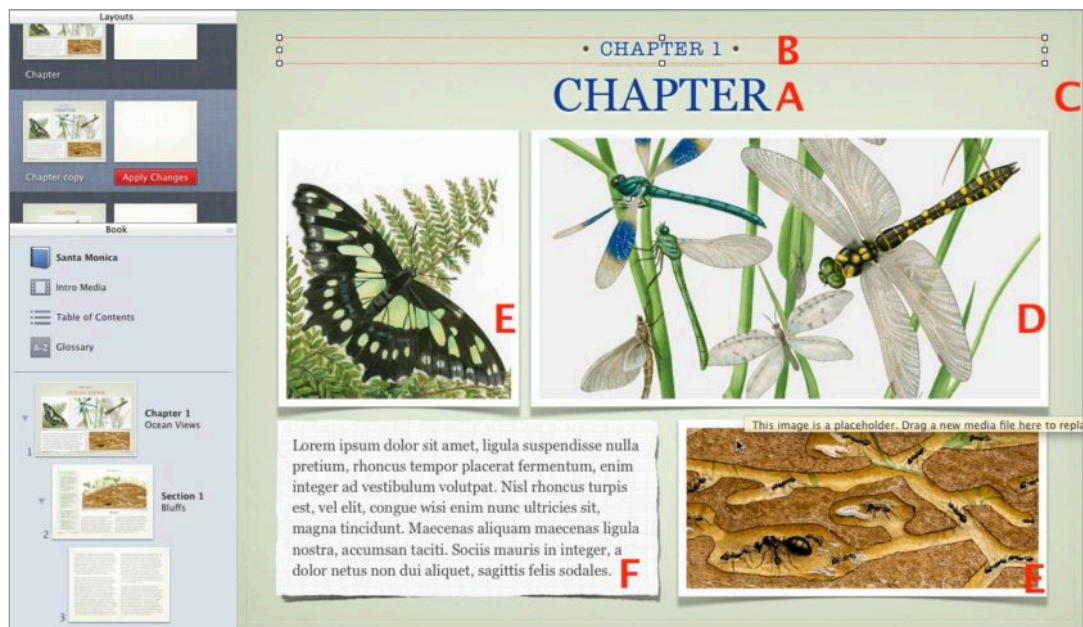 Layouts
Chapter
Chapter copy
Apply Changes
Book
Santa Monica
Intro Media
Table of Contents
A-Z Glossary
1
Chapter 1
Ocean Views
2
Section 1
Bluffs
3
• CHAPTER 1 • B
CHAPTER A
C
E
D
This image is a placeholder. Drag a new media file here to repla
Lorem ipsum dolor sit amet, ligula suspendisse nulla
pretium, rhoncus tempor placerat fermentum, enim
integer ad vestibulum volutpat. Nisl rhoncus turpis
est, vel elit, congue wisi enim nunc ultricies sit,
magna tincidunt. Maecenas aliquam maecenas ligula
nostra, accumsan taciti. Sociis mauris in integer, a
dolor netus non dui aliquet, sagittis felis sodales. F
E